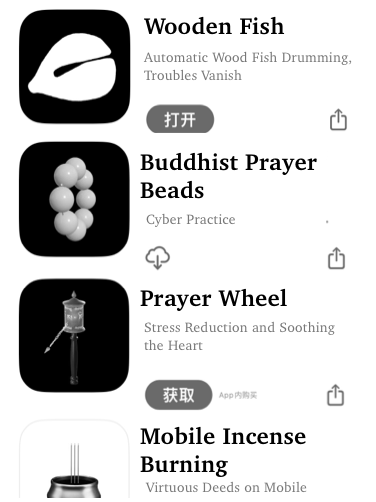 Wooden Fish
Automatic Wood Fish Drumming,
Troubles Vanish
打开
Buddhist Prayer
Beads
Cyber Practice
Prayer Wheel
Stress Reduction and Soothing
the Heart
获取
App内购买
Mobile Incense
Burning
Virtuous Deeds on Mobile